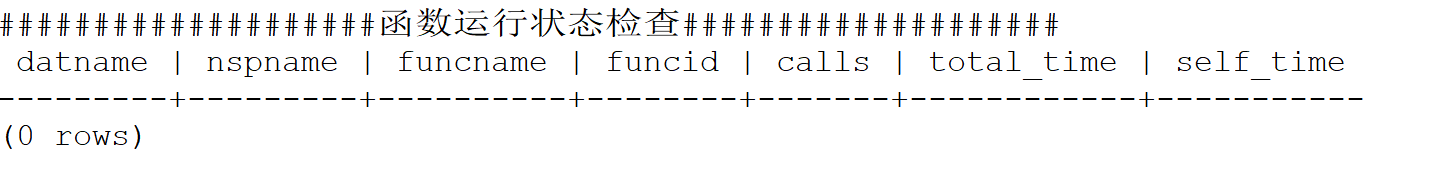 ####################函数运行状态检查####################
 datname | nspname | funcname | funcid | calls | total_time | self_time
---------+---------+----------+--------+-------+------------+-----------
(0 rows)